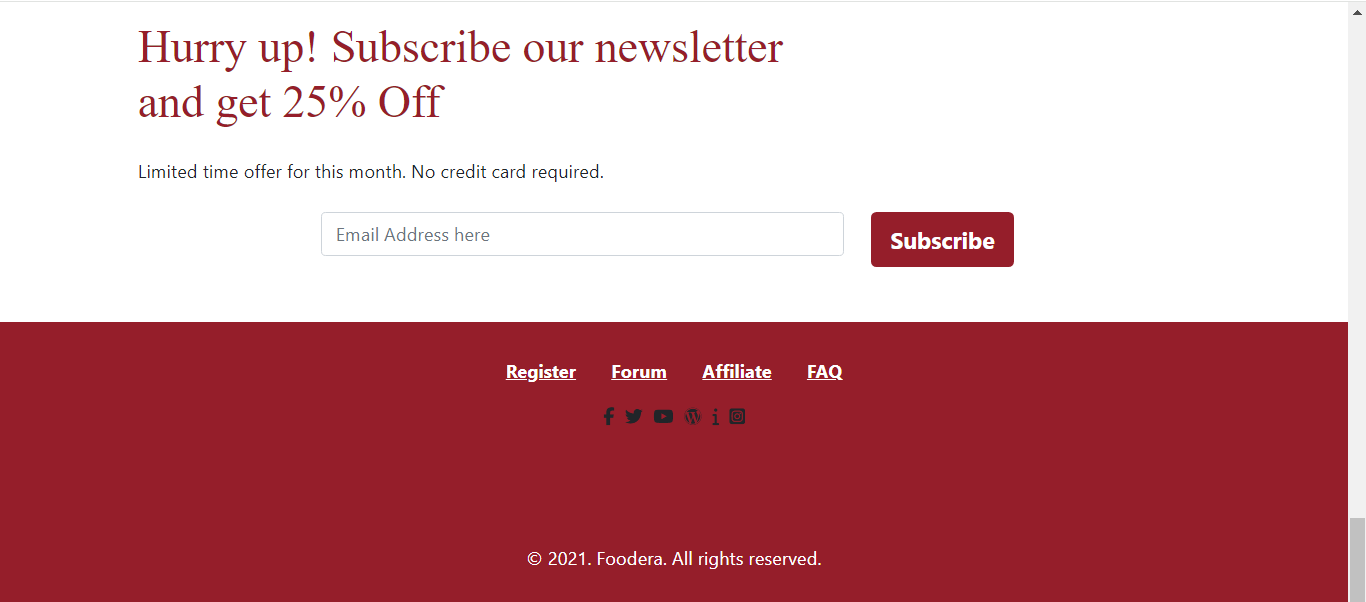 Hurry up! Subscribe our newsletter
and get 25% Off
Limited time offer for this month. No credit card required.
Email Address here
Subscribe
Register Forum Affiliate FAQ
© 2021. Foodera. All rights reserved.